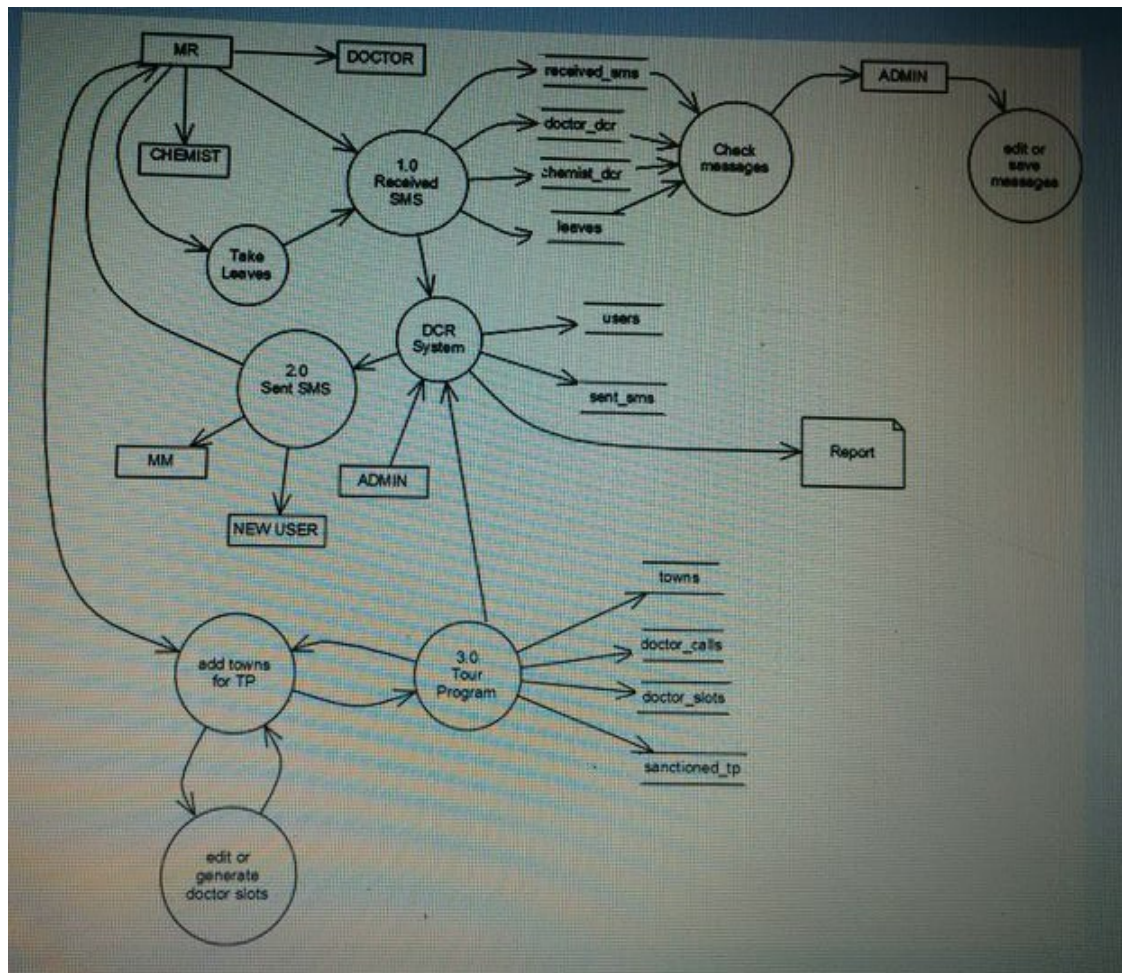 MR
DOCTOR
received_sms
ADMIN
doctor_dcr
CHEMIST
1.0
Received
SMS
chemist_dcr
Check
messages
edit or
save
messages
leaves
Take
Leaves
users
DCR
System
2.0
Sent SMS
sent_sms
Report
MM
ADMIN
NEW USER
towns
doctor_calls
add towns
for TP
3.0
Tour
Program
doctor_slots
sanctioned_tp
edit or
generate
doctor slots